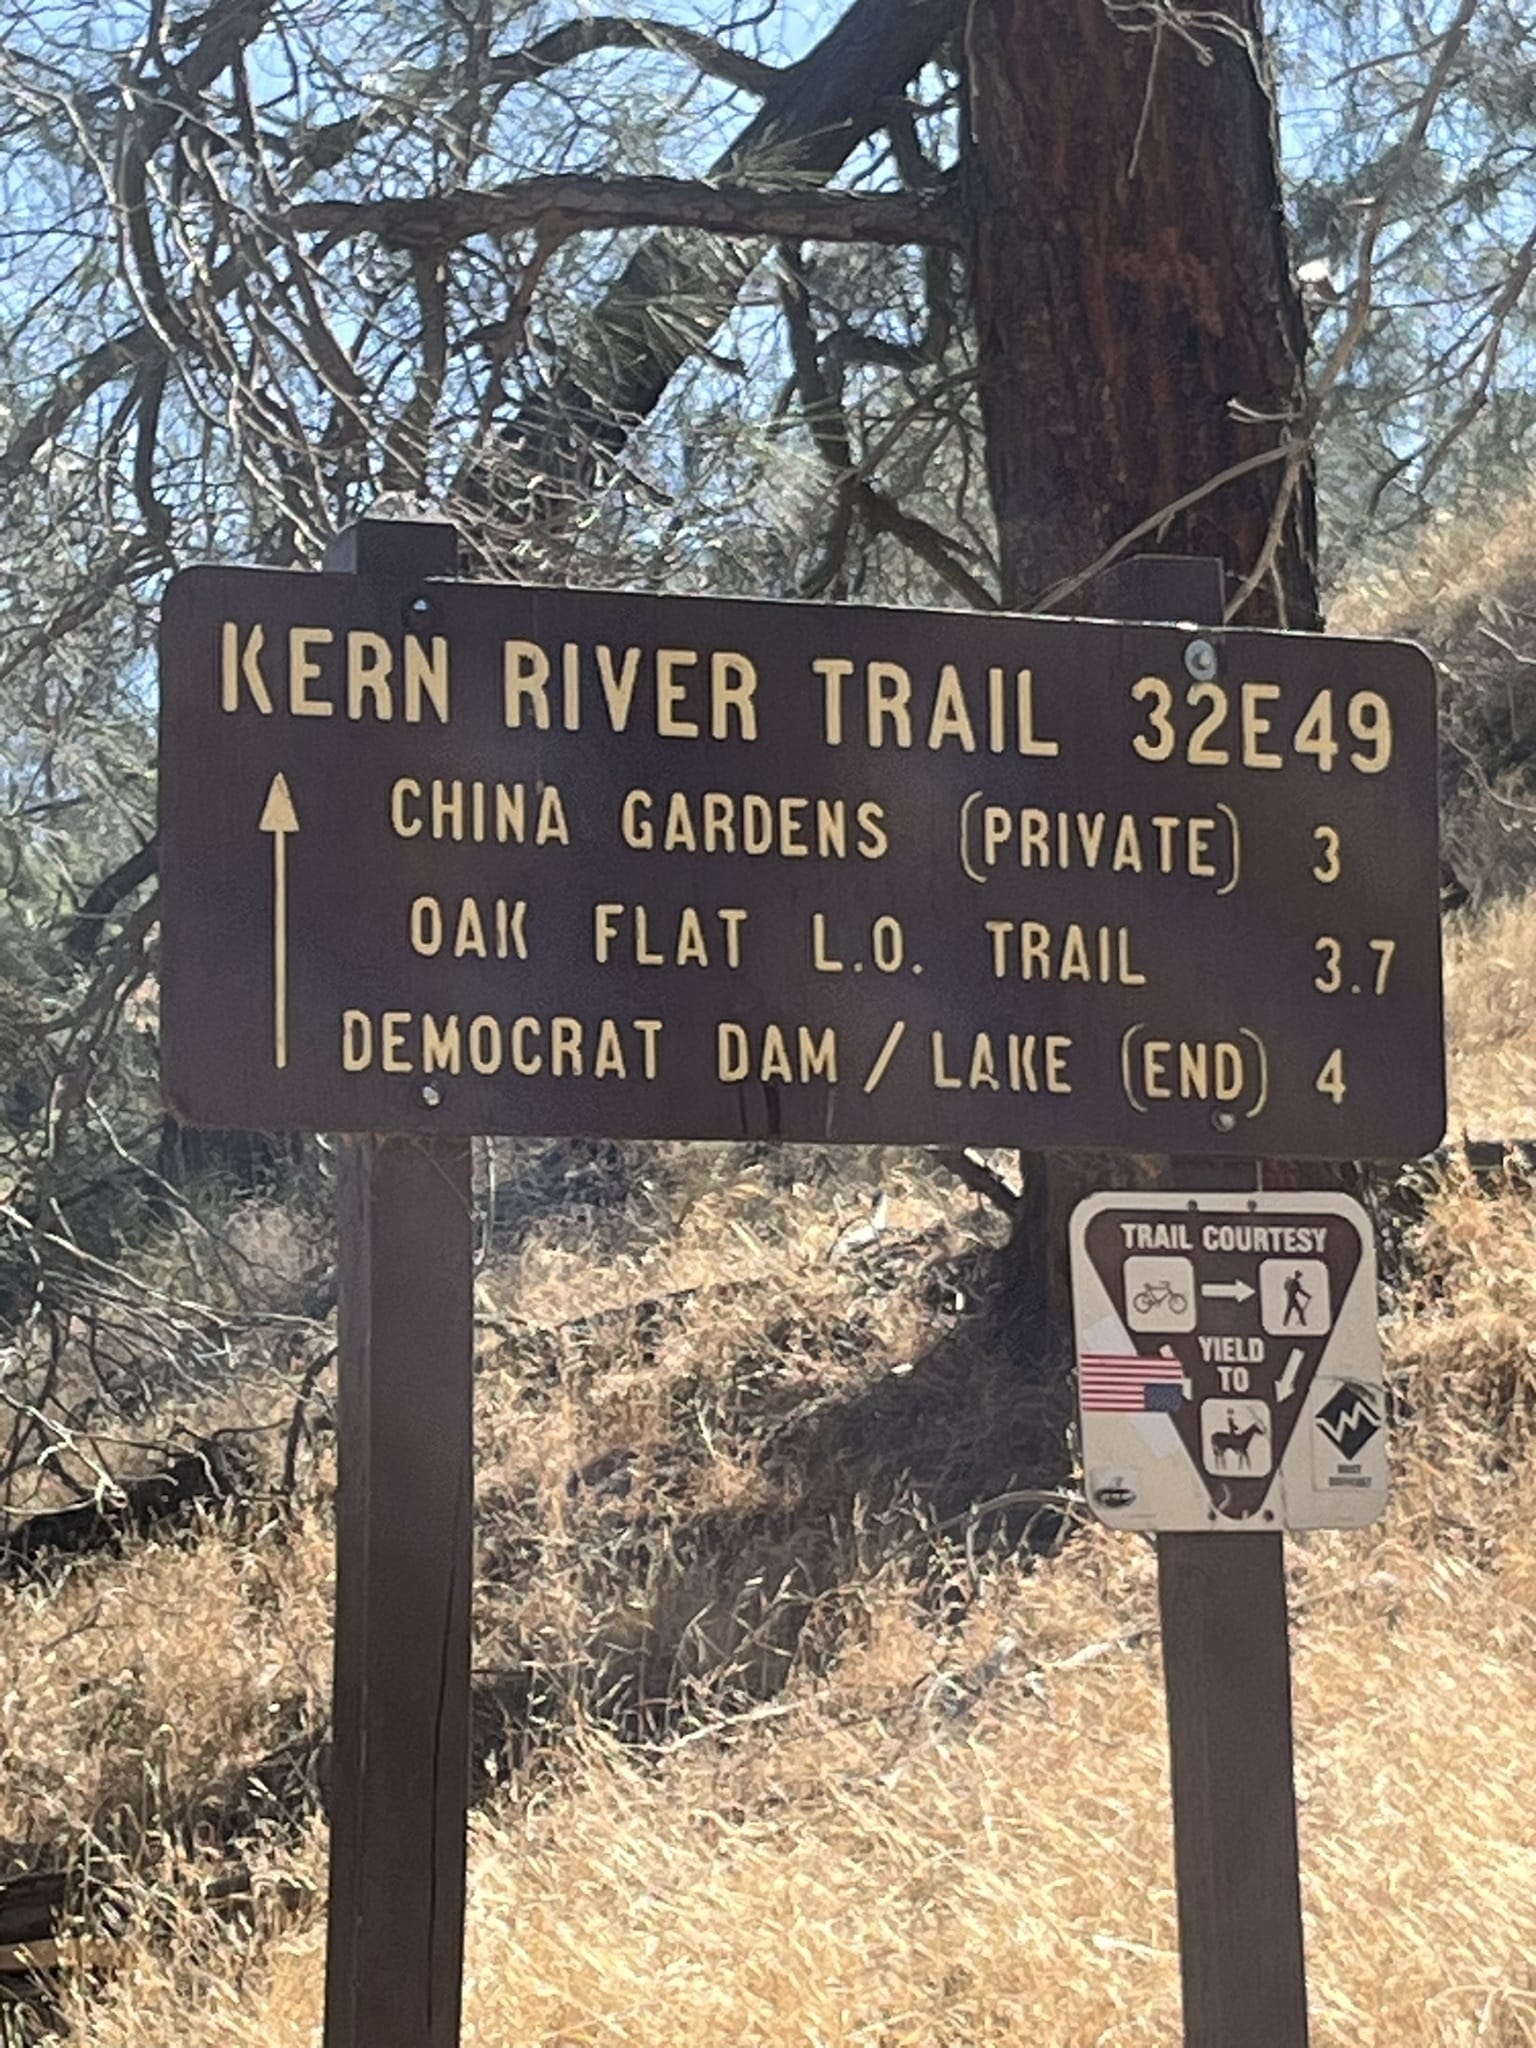 KERN RIVER TRAIL 32E49
CHINA GARDENS (PRIVATE) 3
OAK FLAT L.O. TRAIL 3.7
DEMOCRAT DAM / LAKE (END) 4
TRAIL COURTESY
YIELD
TO